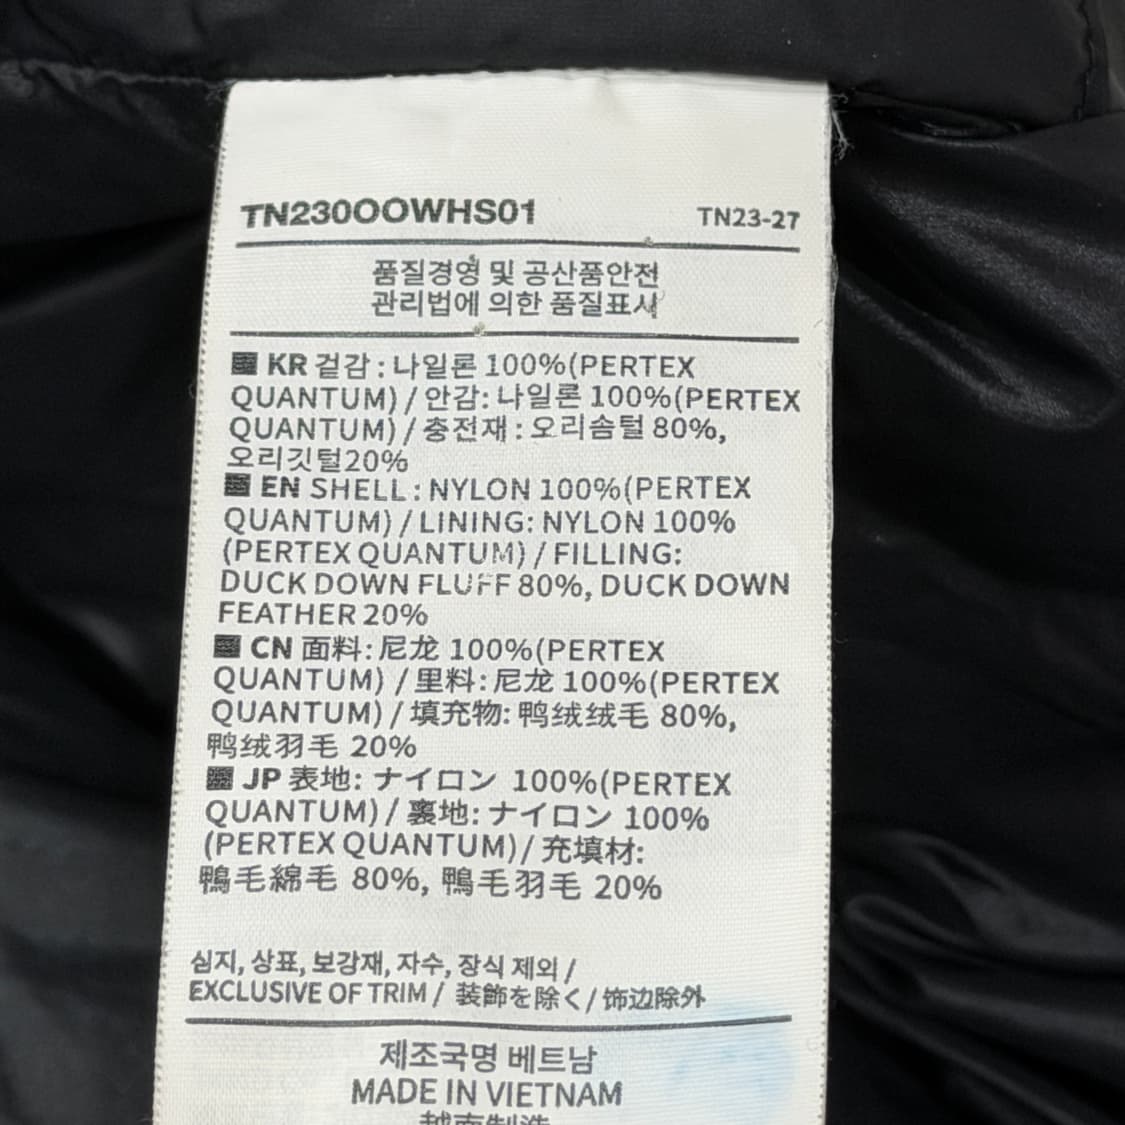 TN230OOWHS01 TN23-27
품질경영 및 공산품안전
관리법에 의한 품질표시
KR 겉감 : 나일론 100%(PERTEX
QUANTUM) / 안감: 나일론 100%(PERTEX
QUANTUM) / 충전재 : 오리솜털 80%,
오리깃털20%
EN SHELL : NYLON 100%(PERTEX
QUANTUM) / LINING: NYLON 100%
(PERTEX QUANTUM) / FILLING:
DUCK DOWN FLUFF 80%, DUCK DOWN
FEATHER 20%
CN 面料: 尼龙 100%(PERTEX
QUANTUM) / 里料: 尼龙 100%(PERTEX
QUANTUM) / 填充物: 鸭绒绒毛 80%,
鸭绒羽毛 20%
JP 表地: ナイロン 100%(PERTEX
QUANTUM) / 裏地: ナイロン 100%
(PERTEX QUANTUM) / 充填材:
鴨毛綿毛 80%, 鴨毛羽毛 20%
심지, 상표, 보강재, 자수, 장식 제외 /
EXCLUSIVE OF TRIM / 装飾を除く / 饰边除外
제조국명 베트남
MADE IN VIETNAM
越南制造